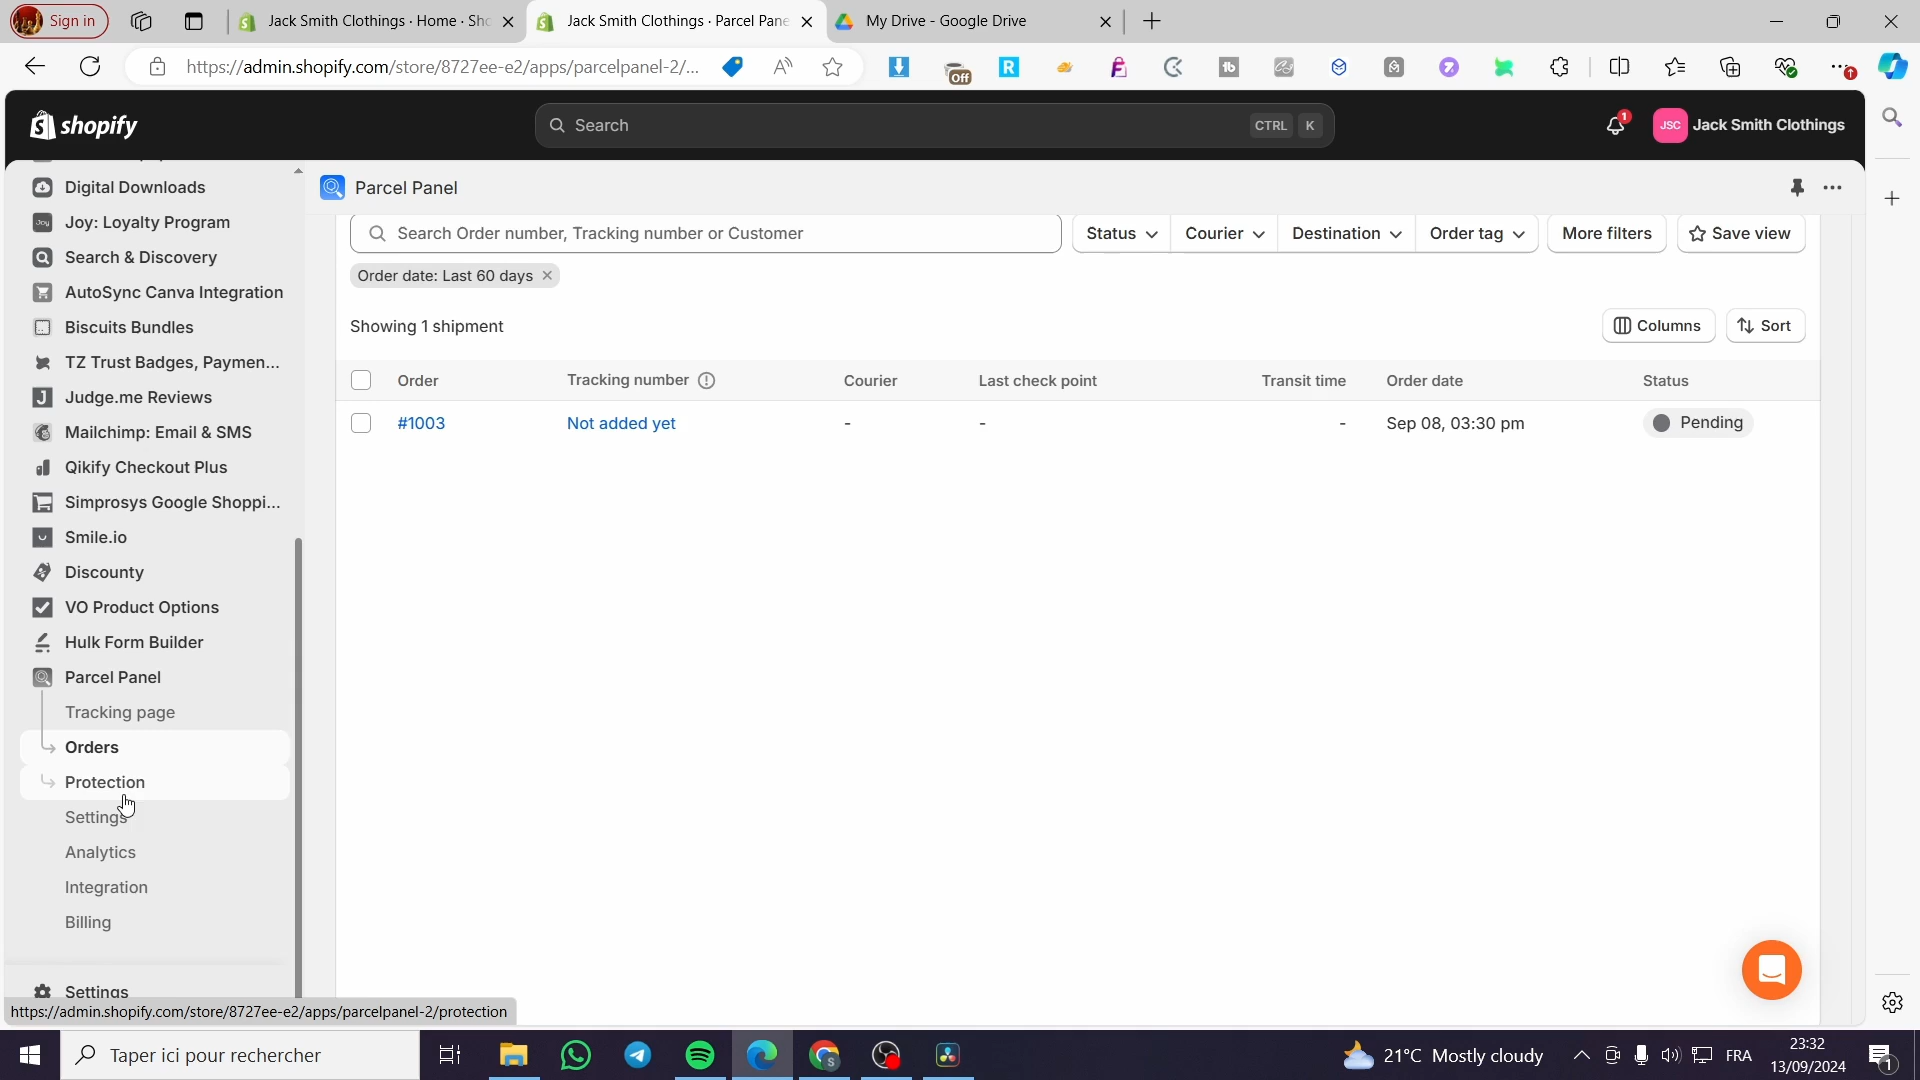 Sign in
Jack Smith Clothings · Home · Sho
Jack Smith Clothings · Parcel Pane
My Drive - Google Drive
https://admin.shopify.com/store/8727ee-e2/apps/parcelpanel-2/...
Off
shopify
Search
CTRL K
1
JSC
Jack Smith Clothings
Digital Downloads
Joy: Loyalty Program
Search & Discovery
AutoSync Canva Integration
Biscuits Bundles
TZ Trust Badges, Paymen...
Judge.me Reviews
Mailchimp: Email & SMS
Qikify Checkout Plus
Simprosys Google Shoppi...
Smile.io
Discounty
VO Product Options
Hulk Form Builder
Parcel Panel
Tracking page
Orders
Protection
Settings
Analytics
Integration
Billing
Settings
Parcel Panel
Search Order number, Tracking number or Customer
Status
Courier
Destination
Order tag
More filters
Save view
Order date: Last 60 days
Showing 1 shipment
Columns
Sort
Order Tracking number Courier Last check point Transit time Order date Status
#1003 Not added yet - - - Sep 08, 03:30 pm Pending
https://admin.shopify.com/store/8727ee-e2/apps/parcelpanel-2/protection
Taper ici pour rechercher
21°C Mostly cloudy
FRA
23:32
13/09/2024
1